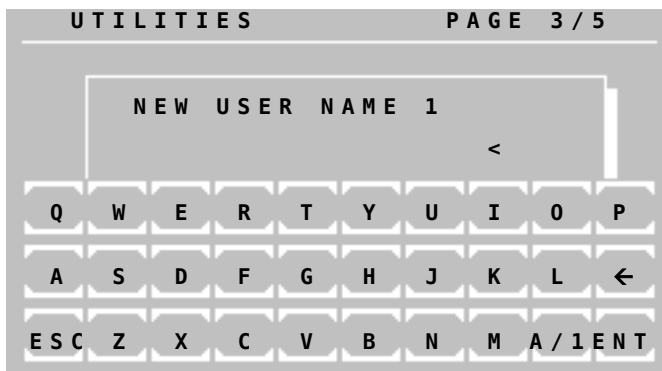 UTILITIES PAGE 3/5
NEW USER NAME 1
<
Q W E R T Y U I O P
A S D F G H J K L ←
ESC Z X C V B N M A/1 ENT